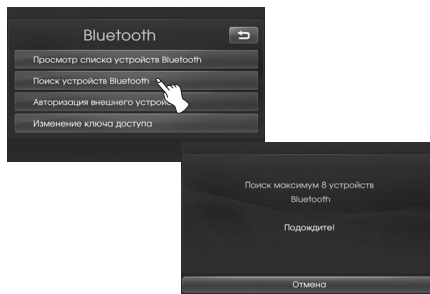 Bluetooth
Просмотр списка устройств Bluetooth
Поиск устройств Bluetooth
Авторизация внешнего
Изменение ключа доступа
Поиск максимум 8 устройств
Bluetooth
Подождите!
Отмена